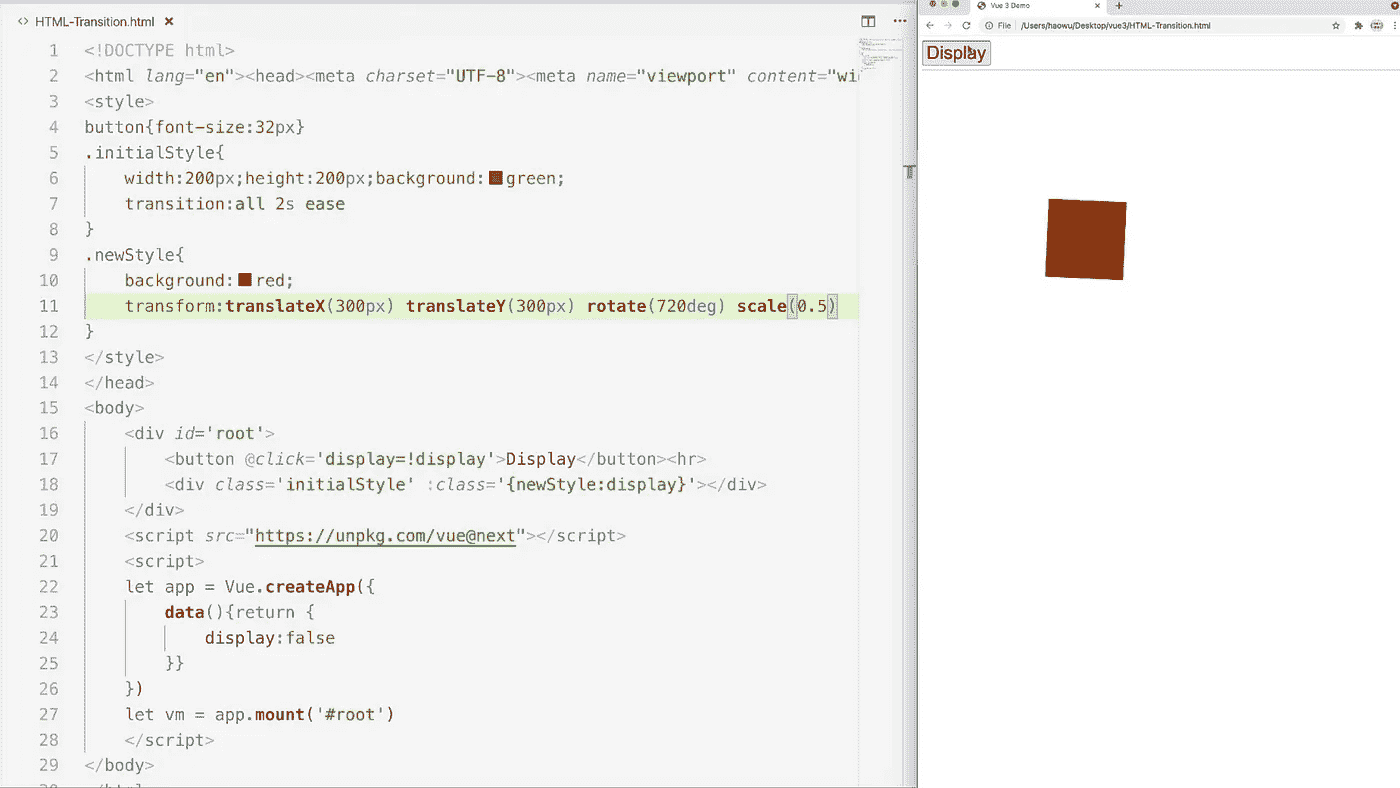 HTML-Transition.html
1 <!DOCTYPE html>
2 <html lang="en"><head><meta charset="UTF-8"><meta name="viewport" content="wi
3 <style>
4 button{font-size:32px}
5 .initialStyle{
6 width:200px;height:200px;background:green;
7 transition:all 2s ease
8 }
9 .newStyle{
10 background:red;
11 transform:translateX(300px) translateY(300px) rotate(720deg) scale(0.5)
12 }
13 </style>
14 </head>
15 <body>
16 <div id='root'>
17 <button @click='display=!display'>Display</button><hr>
18 <div class='initialStyle' :class='{newStyle:display}'></div>
19 </div>
20 <script src="https://unpkg.com/vue@next"></script>
21 <script>
22 let app = Vue.createApp({
23 data(){return {
24 display:false
25 }}
26 })
27 let vm = app.mount('#root')
28 </script>
29 </body>
Vue 3 Demo
File /Users/haowu/Desktop/vue3/HTML-Transition.html
Display